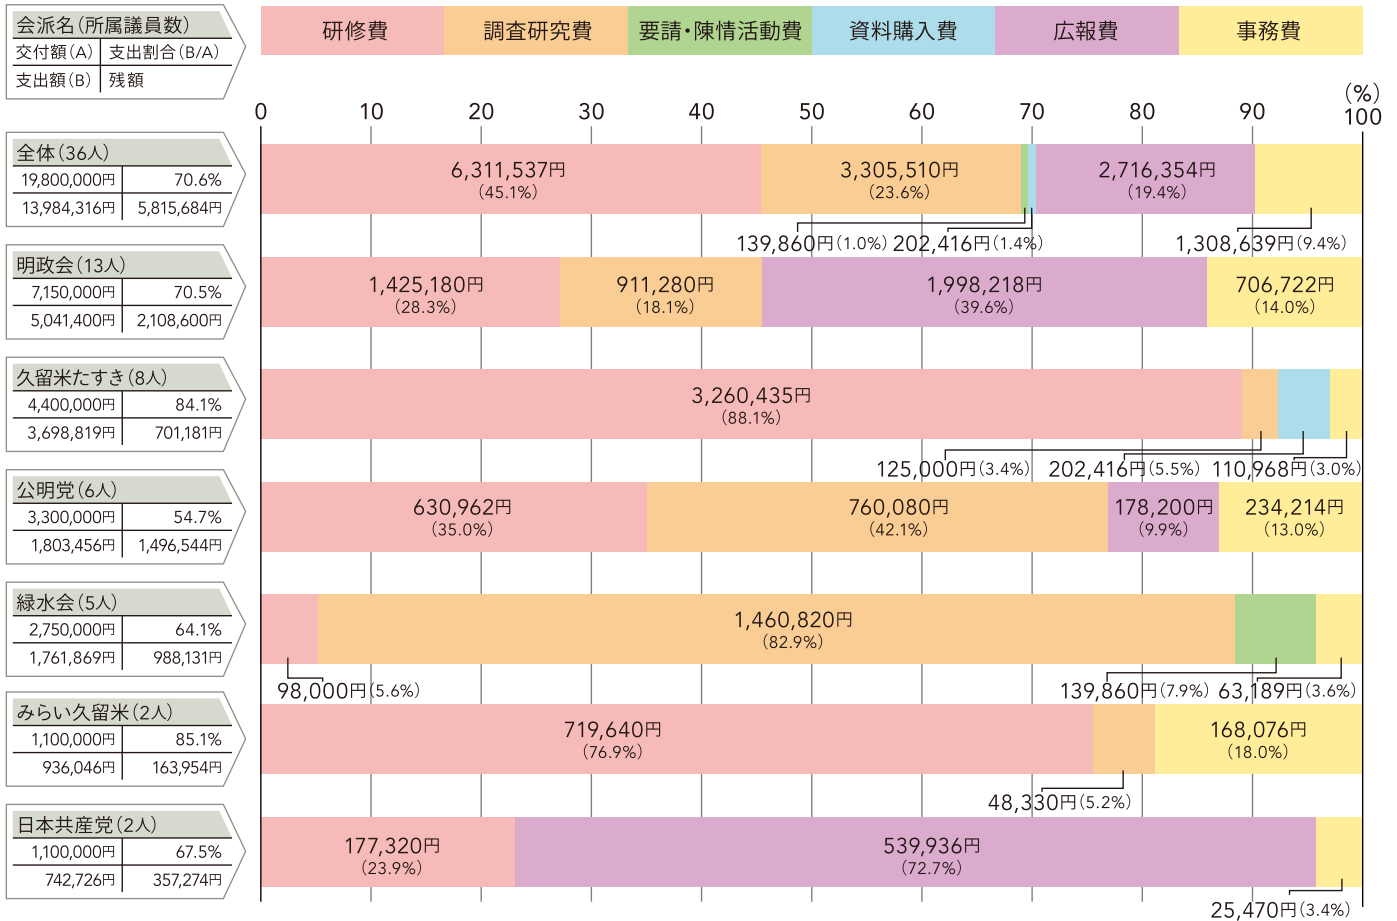 会派名（所属議員数）
交付額（A） 支出割合（B/A）
支出額（B） 残額
研修費 調査研究費 要請・陳情活動費 資料購入費 広報費 事務費
（%）
0 10 20 30 40 50 60 70 80 90 100
全体（36人）
19,800,000円 70.6%
13,984,316円 5,815,684円
6,311,537円 3,305,510円 2,716,354円
（45.1%） （23.6%） （19.4%）
139,860円（1.0%） 202,416円（1.4%） 1,308,639円（9.4%）
明政会（13人）
7,150,000円 70.5%
5,041,400円 2,108,600円
1,425,180円 911,280円 1,998,218円 706,722円
（28.3%） （18.1%） （39.6%） （14.0%）
久留米たすき（8人）
4,400,000円 84.1%
3,698,819円 701,181円
3,260,435円
（88.1%）
125,000円（3.4%） 202,416円（5.5%） 110,968円（3.0%）
公明党（6人）
3,300,000円 54.7%
1,803,456円 1,496,544円
630,962円 760,080円 178,200円 234,214円
（35.0%） （42.1%） （9.9%） （13.0%）
緑水会（5人）
2,750,000円 64.1%
1,761,869円 988,131円
1,460,820円
（82.9%）
98,000円（5.6%） 139,860円（7.9%） 63,189円（3.6%）
みらい久留米（2人）
1,100,000円 85.1%
936,046円 163,954円
719,640円 168,076円
（76.9%） （18.0%）
48,330円（5.2%）
日本共産党（2人）
1,100,000円 67.5%
742,726円 357,274円
177,320円 539,936円
（23.9%） （72.7%）
25,470円（3.4%）